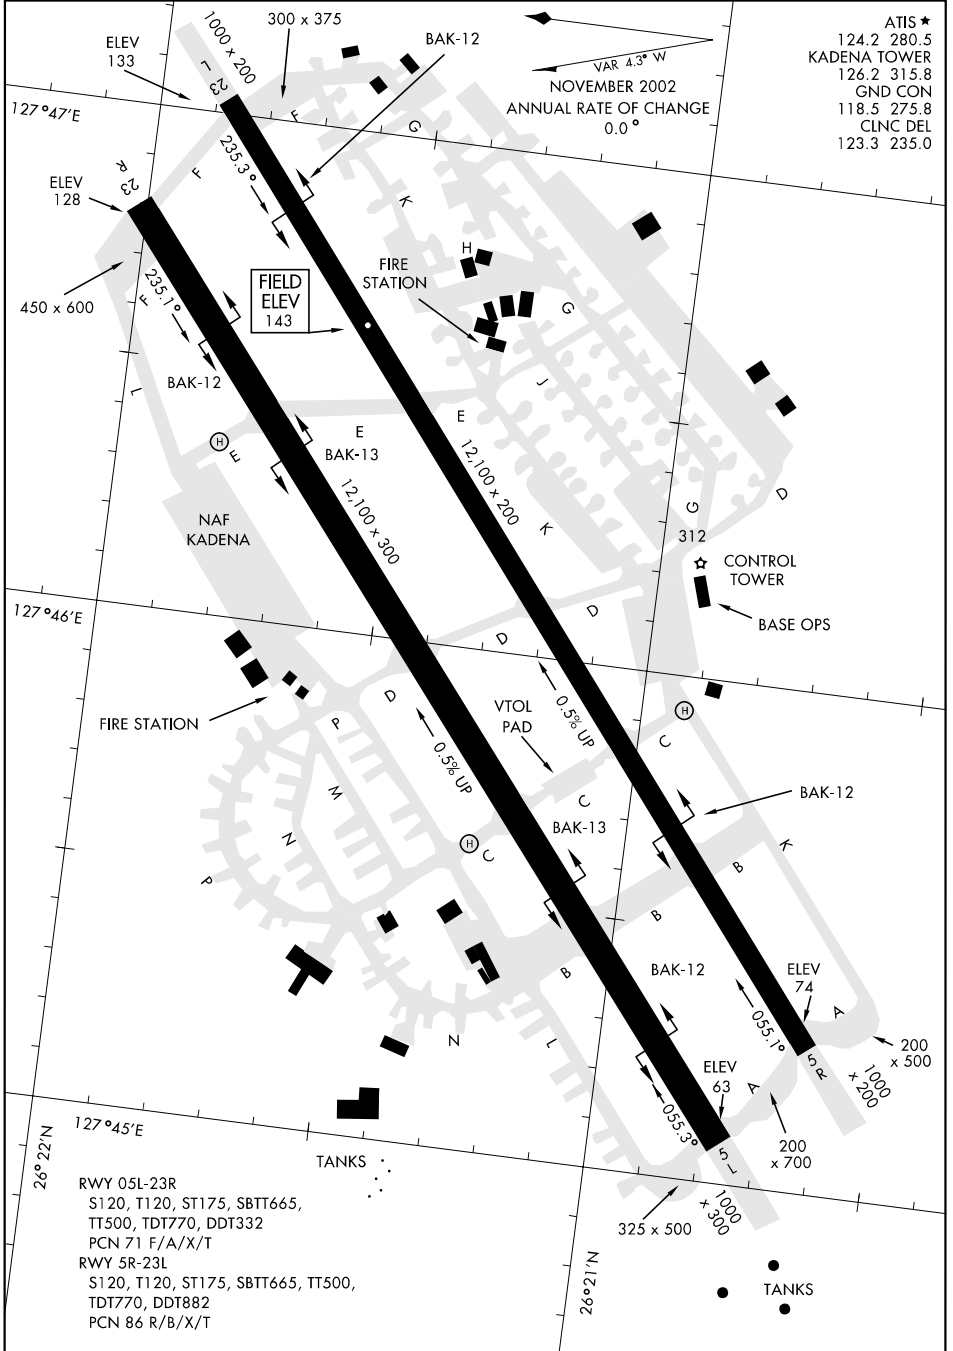 ATIS ★
124.2 280.5
KADENA TOWER
126.2 315.8
GND CON
118.5 275.8
CLNC DEL
123.3 235.0
VAR 4.3° W
NOVEMBER 2002
ANNUAL RATE OF CHANGE
0.0°
1000 x 200
300 x 375
BAK-12
ELEV
133
23 L
127°47'E
F
G
235.3°
K
F
23 R
ELEV
128
450 x 600
235.1°
F
FIELD
ELEV
143
FIRE
STATION
H
G
J
BAK-12
L
H
E
E
BAK-13
E
12,100 x 200
12,100 x 300
K
G
D
NAF
KADENA
312
CONTROL
TOWER
BASE OPS
127°46'E
D
D
D
FIRE STATION
P
0.5% UP
0.5% UP
VTOL
PAD
H
C
C
M
N
P
BAK-13
H
C
BAK-12
K
B
B
B
BAK-12
ELEV
74
A
055.1°
200
x 500
5 R
1000
x 200
N
L
ELEV
63
A
055.3°
200
x 700
5 L
1000
x 300
325 x 500
127°45'E
26°22'N
26°21'N
TANKS
TANKS
RWY 05L-23R
S120, T120, ST175, SBTT665,
TT500, TDT770, DDT332
PCN 71 F/A/X/T
RWY 5R-23L
S120, T120, ST175, SBTT665, TT500,
TDT770, DDT882
PCN 86 R/B/X/T